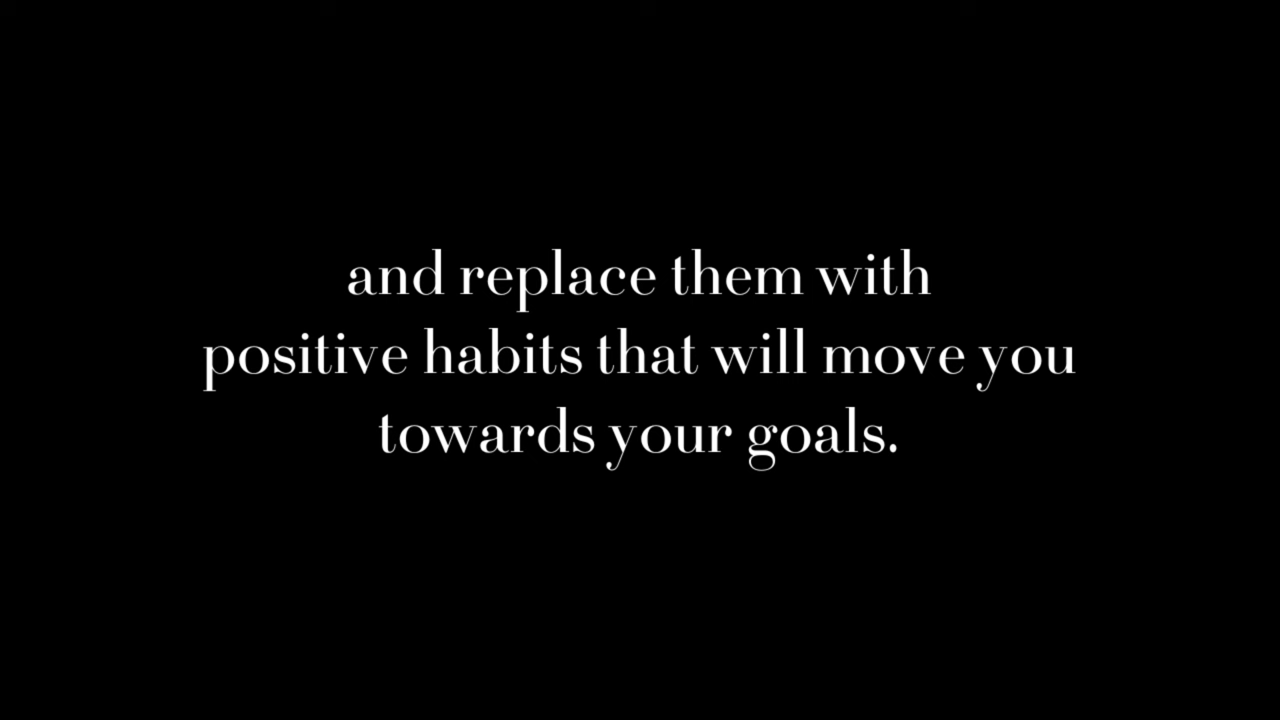 and replace them with
positive habits that will move you
towards your goals.